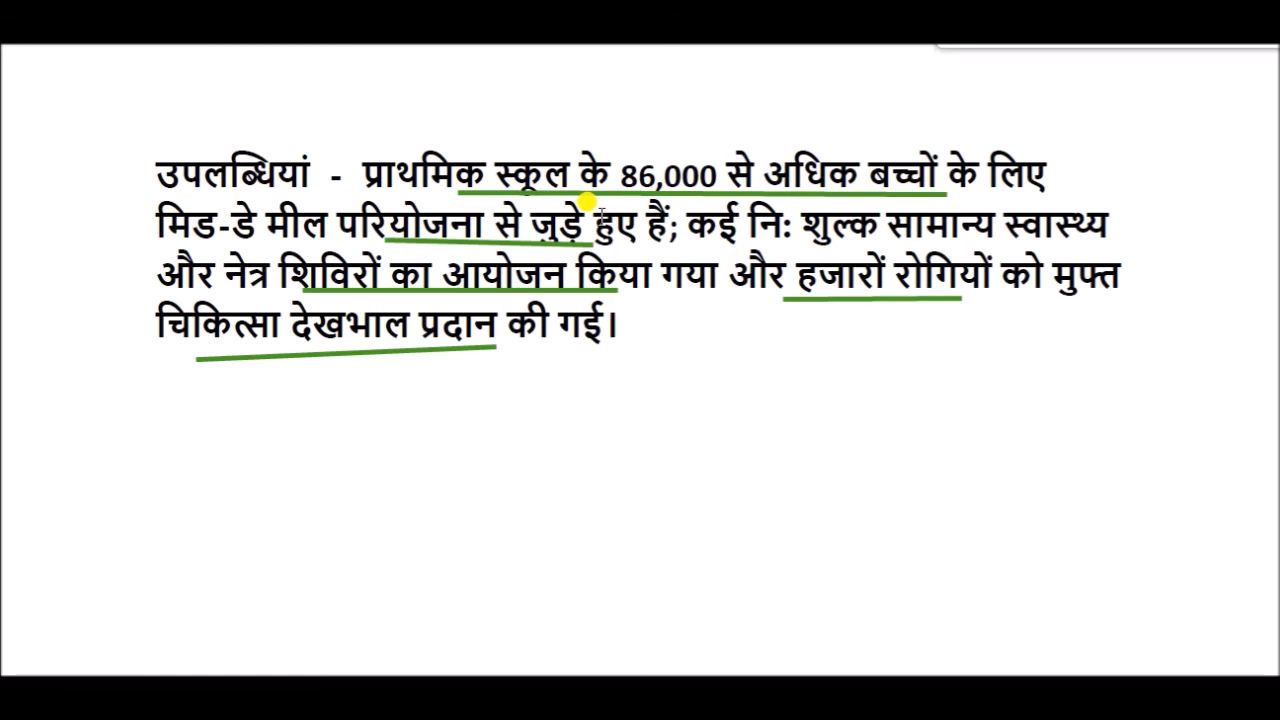 उपलब्धियां - प्राथमिक स्कूल के 86,000 से अधिक बच्चों के लिए
मिड-डे मील परियोजना से जुड़े हुए हैं; कई निः शुल्क सामान्य स्वास्थ्य
और नेत्र शिविरों का आयोजन किया गया और हजारों रोगियों को मुफ्त
चिकित्सा देखभाल प्रदान की गई।